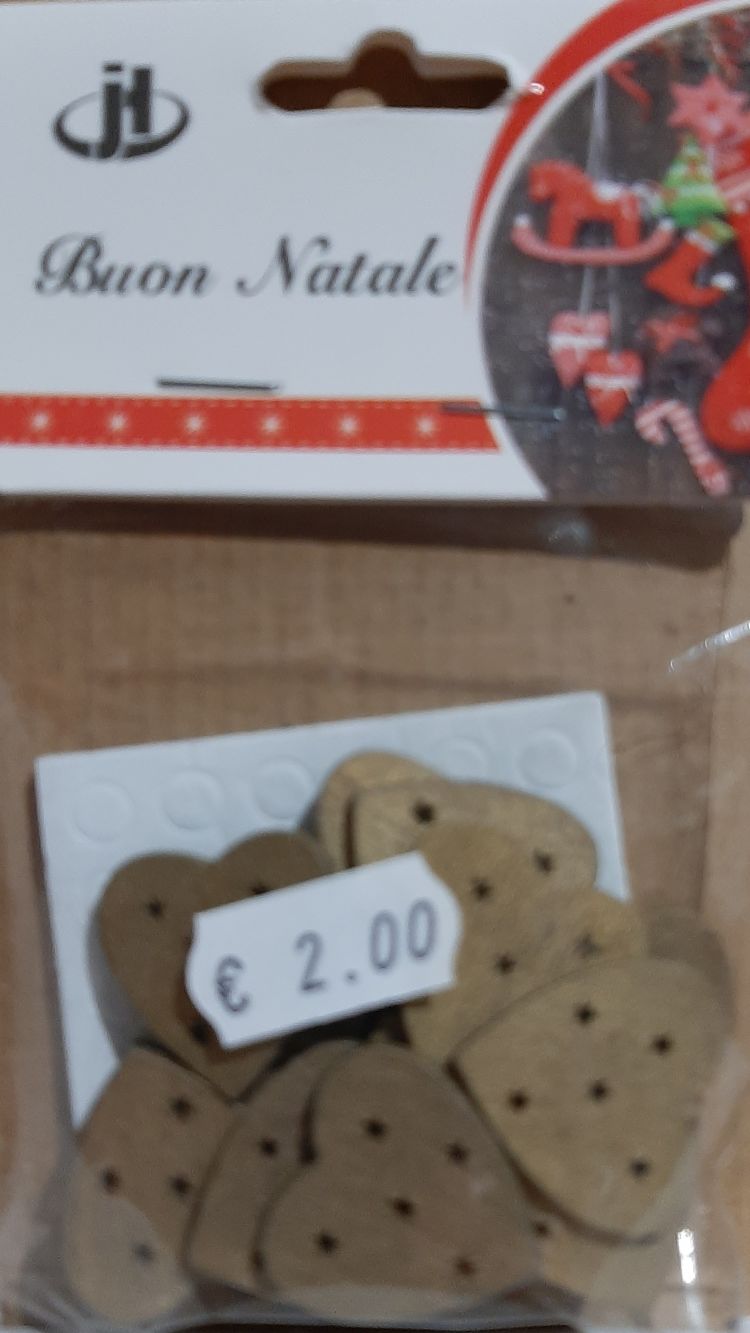 jH
Buon Natale
€ 2.00